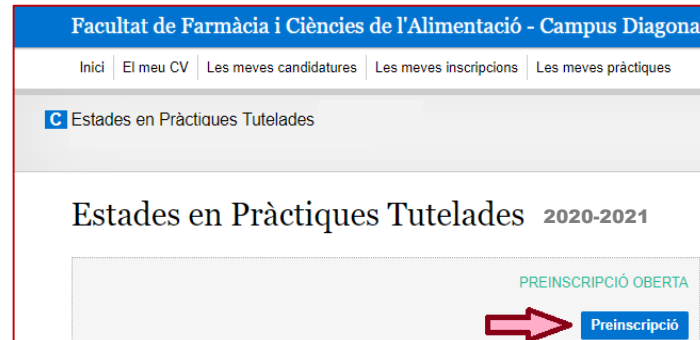 Facultat de Farmàcia i Ciències de l'Alimentació - Campus Diagona
Inici El meu CV Les meves candidatures Les meves inscripcions Les meves pràctiques
C Estades en Pràctiques Tutelades
Estades en Pràctiques Tutelades 2020-2021
PREINSCRIPCIÓ OBERTA
Preinscripció